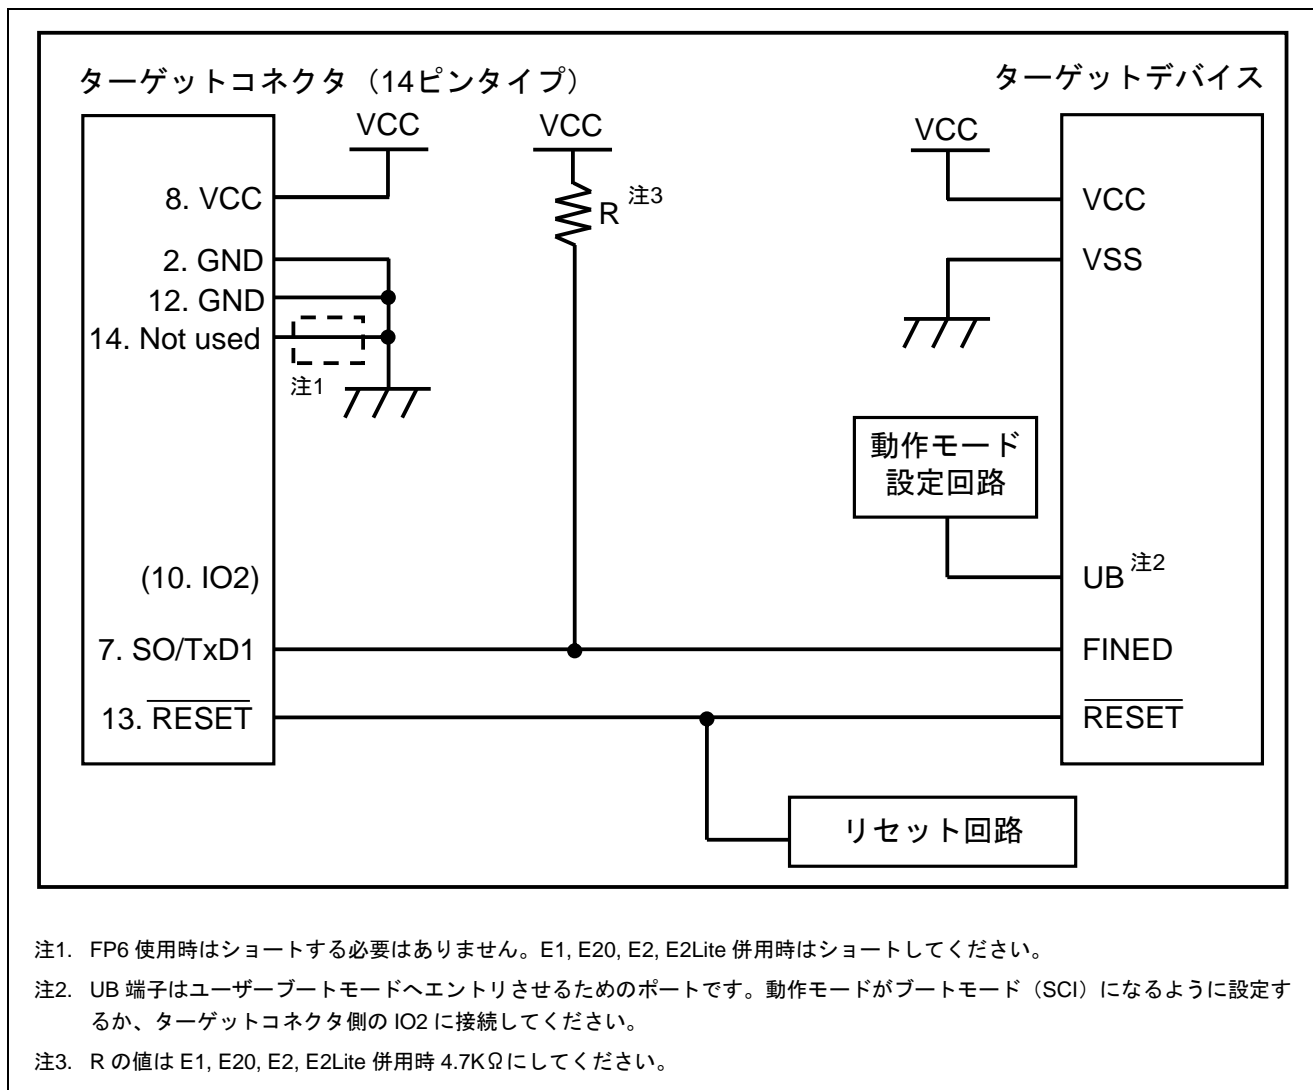 ターゲットコネクタ（14ピンタイプ）
ターゲットデバイス
VCC
VCC
VCC
8. VCC
R 注3
VCC
2. GND
VSS
12. GND
14. Not used
注1
動作モード
設定回路
(10. IO2)
UB 注2
7. SO/TxD1
FINED
13. RESET
RESET
リセット回路
注1. FP6 使用時はショートする必要はありません。E1, E20, E2, E2Lite 併用時はショートしてください。
注2. UB 端子はユーザーブートモードへエントリさせるためのポートです。動作モードがブートモード（SCI）になるように設定す
るか、ターゲットコネクタ側の IO2 に接続してください。
注3. R の値は E1, E20, E2, E2Lite 併用時 4.7KΩにしてください。